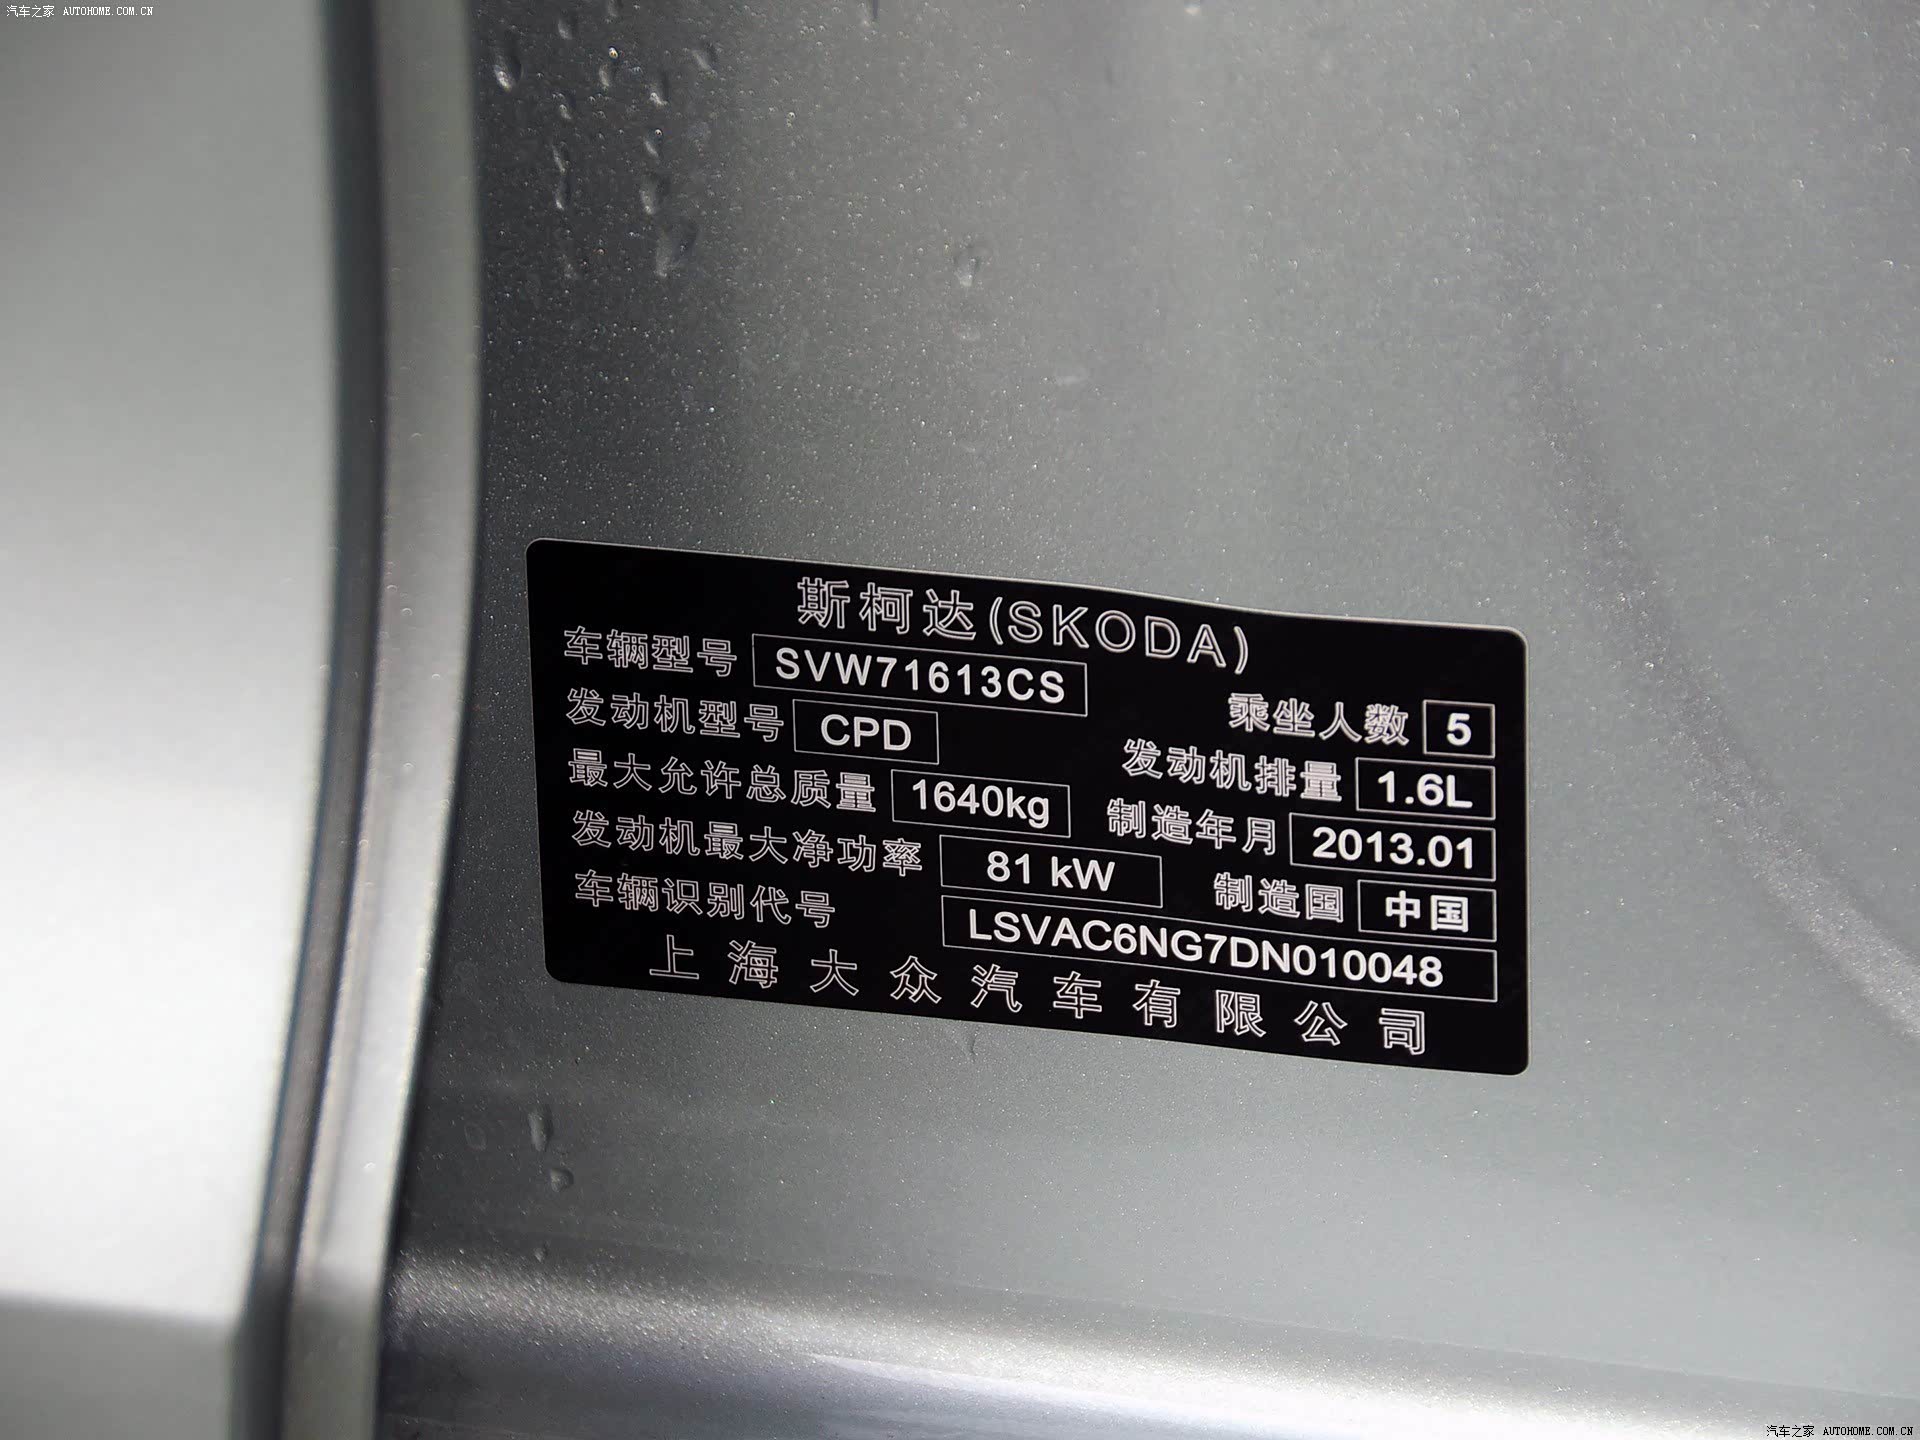 汽车之家 AUTOHOME.COM.CN
斯柯达(SKODA)
车辆型号 SVW71613CS
乘坐人数 5
发动机型号 CPD
发动机排量 1.6L
最大允许总质量 1640kg
制造年月 2013.01
发动机最大净功率 81 kW
制造国 中国
车辆识别代号 LSVAC6NG7DN010048
上海大众汽车有限公司
汽车之家 AUTOHOME.COM.CN